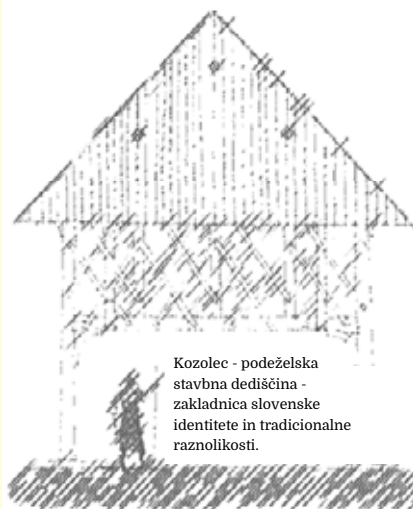 Kozolec - podeželska
stavbna dediščina -
zakladnica slovenske
identitete in tradicionalne
raznolikosti.